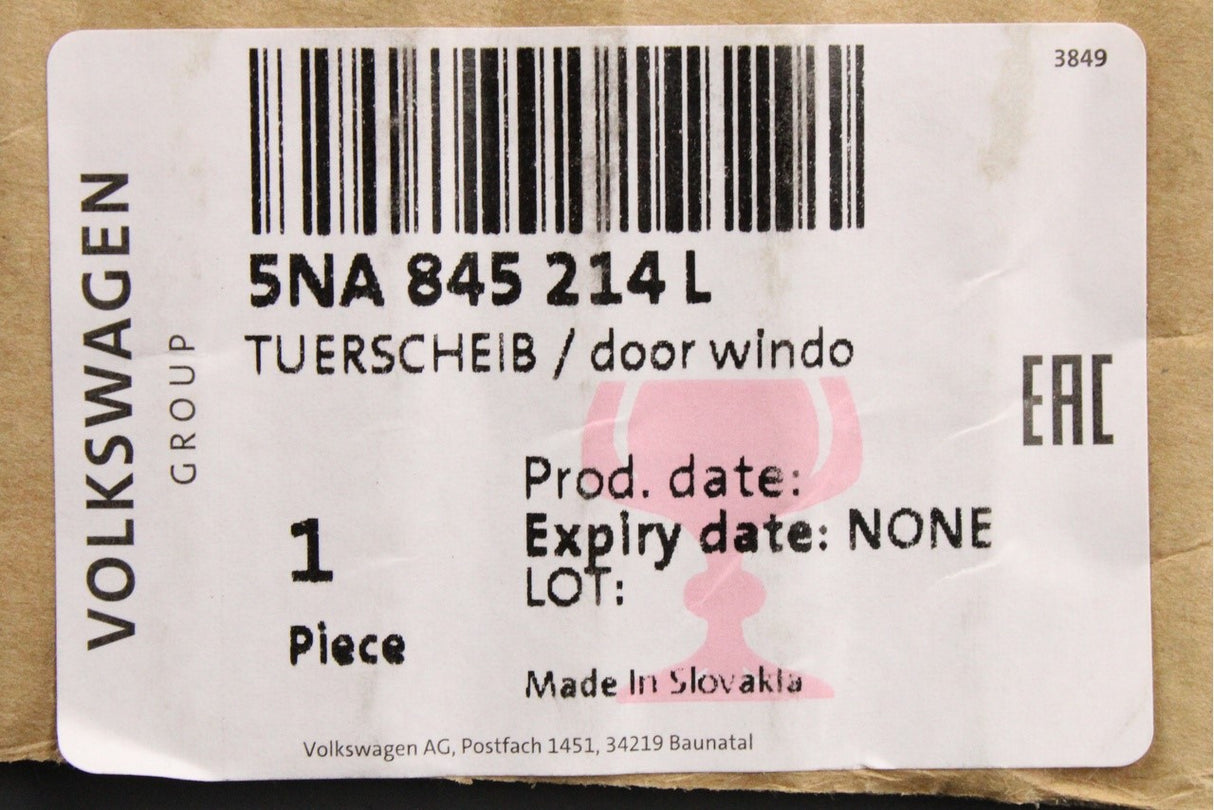 3849
VOLKSWAGEN
GROUP
5NA 845 214 L
TUERSCHEIB / door windo
EAC
1
Piece
Prod. date:
Expiry date: NONE
LOT:
Made In Slovakia
Volkswagen AG, Postfach 1451, 34219 Baunatal